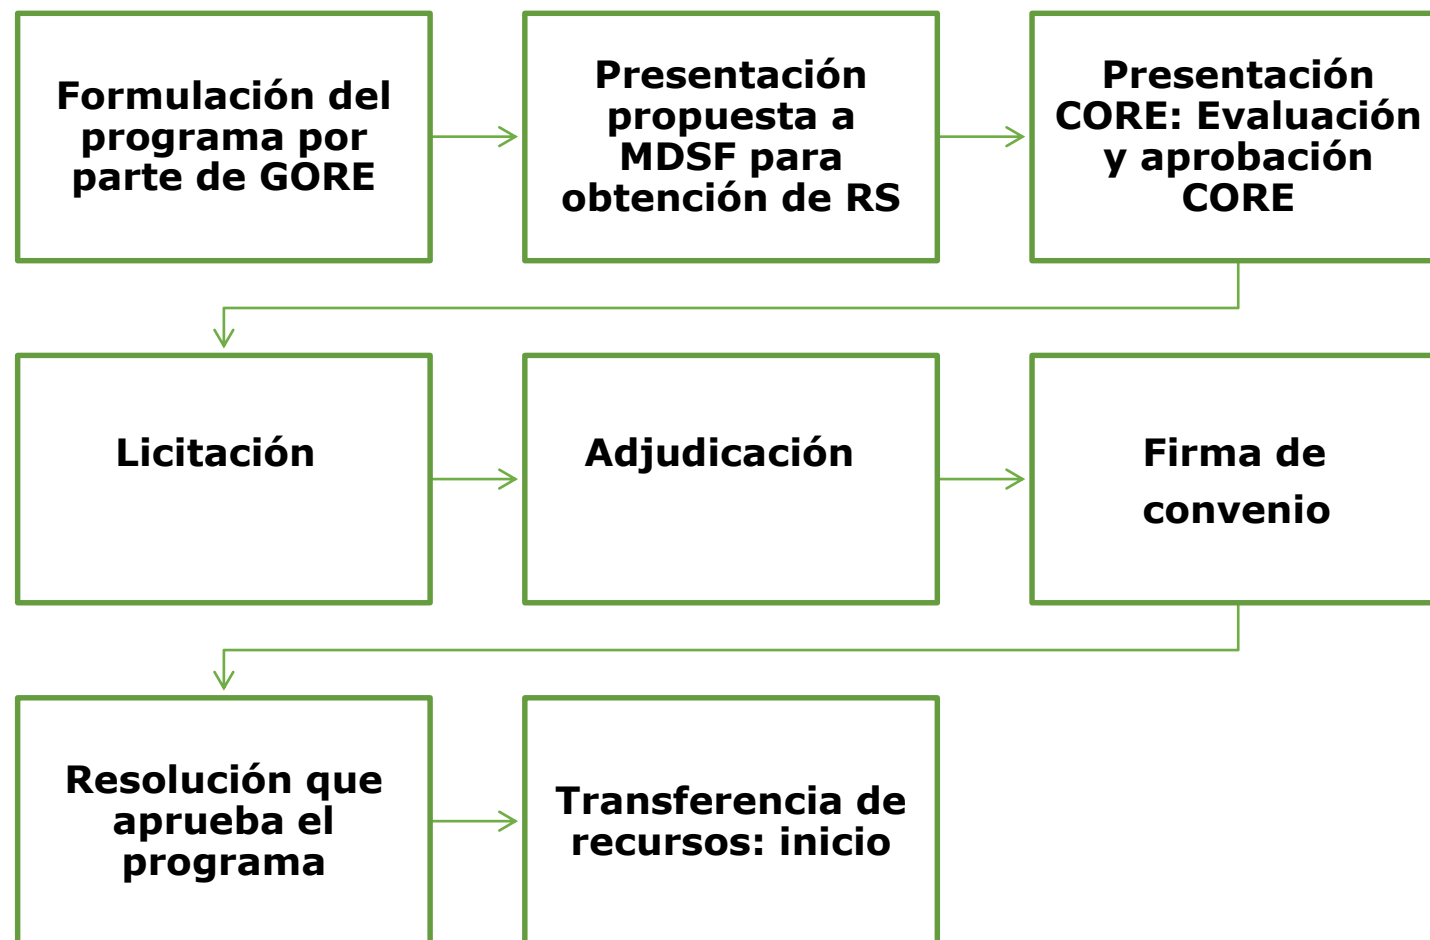 Formulación del
programa por
parte de GORE
Presentación
propuesta a
MDSF para
obtención de RS
Presentación
CORE: Evaluación
y aprobación
CORE
Licitación
Adjudicación
Firma de
convenio
Resolución que
aprueba el
programa
Transferencia de
recursos: inicio